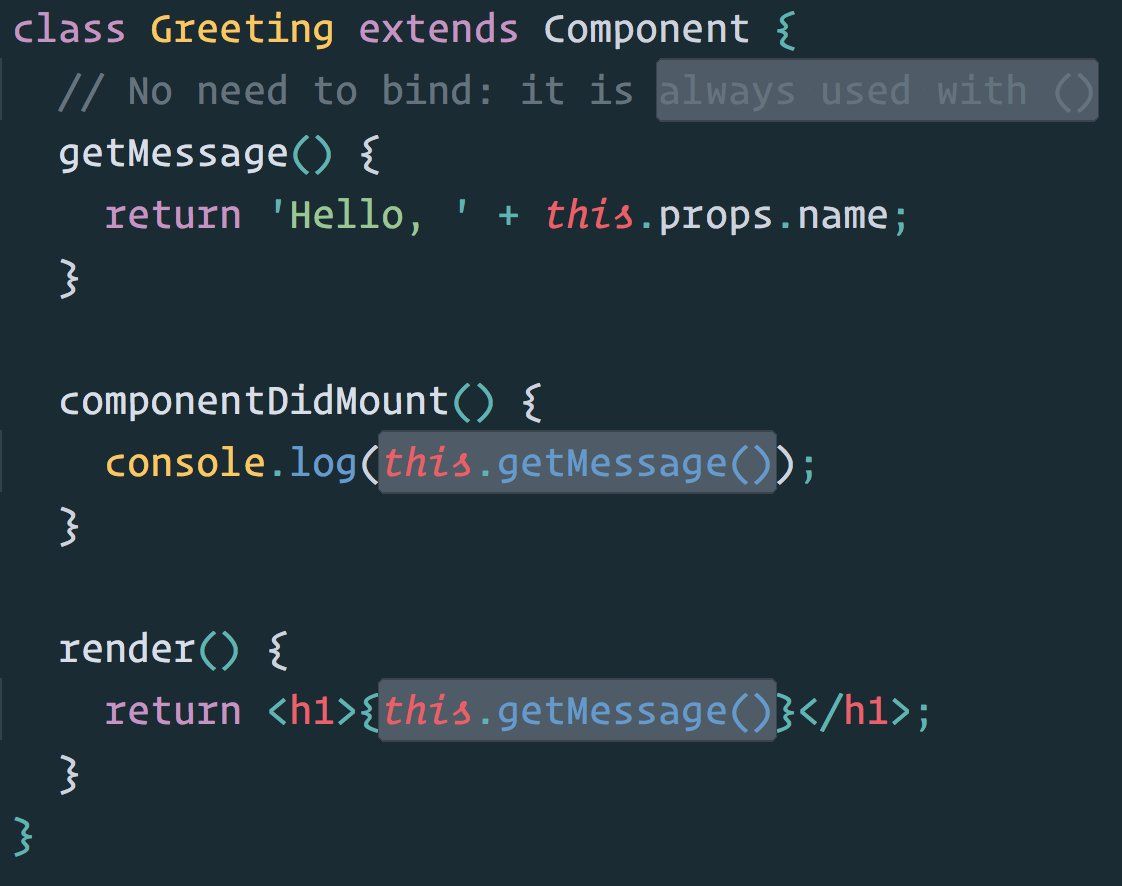 class Greeting extends Component {
// No need to bind: it is always used with ()
getMessage() {
return 'Hello, ' + this.props.name;
}
componentDidMount() {
console.log(this.getMessage());
}
render() {
return <h1>{this.getMessage()}</h1>;
}
}